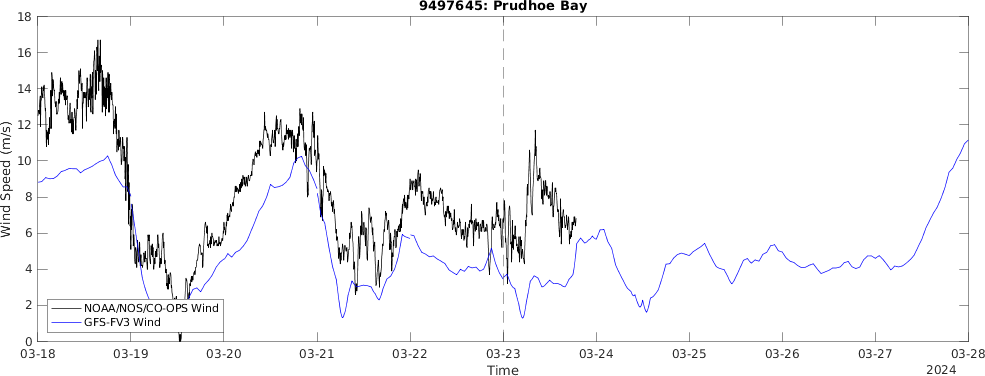 9497645: Prudhoe Bay
18
16
14
12
10
8
6
4
2
0
Wind Speed (m/s)
NOAA/NOS/CO-OPS Wind
GFS-FV3 Wind
03-18 03-19 03-20 03-21 03-22 03-23 03-24 03-25 03-26 03-27 03-28
Time
2024